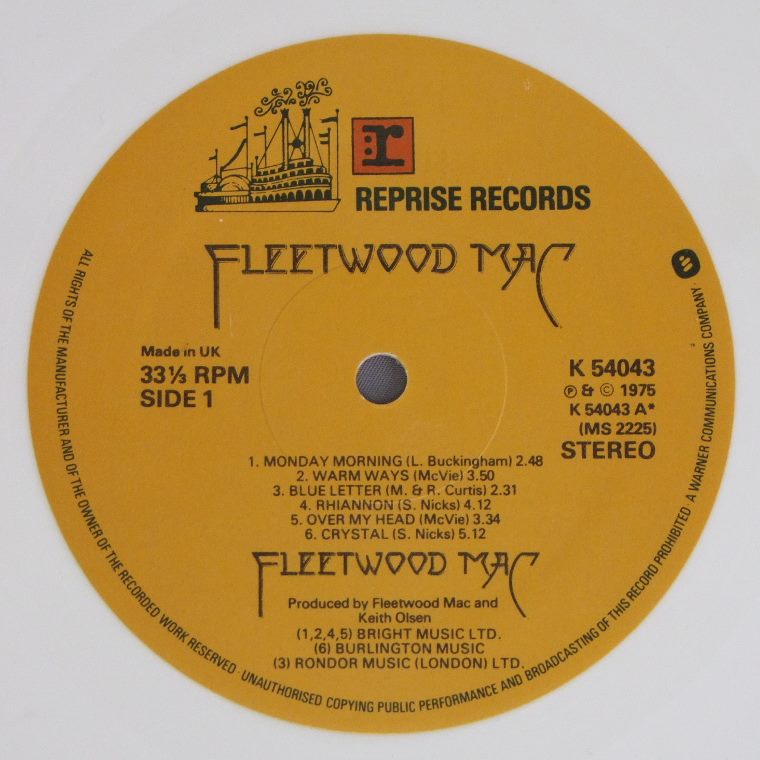 r
REPRISE RECORDS
FLEETWOOD MAC
Made in UK
33⅓ RPM
SIDE 1
K 54043
℗ & © 1975
K 54043 A*
(MS 2225)
STEREO
1. MONDAY MORNING (L. Buckingham) 2.48
2. WARM WAYS (McVie) 3.50
3. BLUE LETTER (M. & R. Curtis) 2.31
4. RHIANNON (S. Nicks) 4.12
5. OVER MY HEAD (McVie) 3.34
6. CRYSTAL (S. Nicks) 5.12
FLEETWOOD MAC
Produced by Fleetwood Mac and
Keith Olsen
(1,2,4,5) BRIGHT MUSIC LTD.
(6) BURLINGTON MUSIC
(3) RONDOR MUSIC (LONDON) LTD.
ALL RIGHTS OF THE MANUFACTURER AND OF THE OWNER OF THE RECORDED WORK RESERVED · UNAUTHORISED COPYING PUBLIC PERFORMANCE AND BROADCASTING OF THIS RECORD PROHIBITED · A WARNER COMMUNICATIONS COMPANY · ™